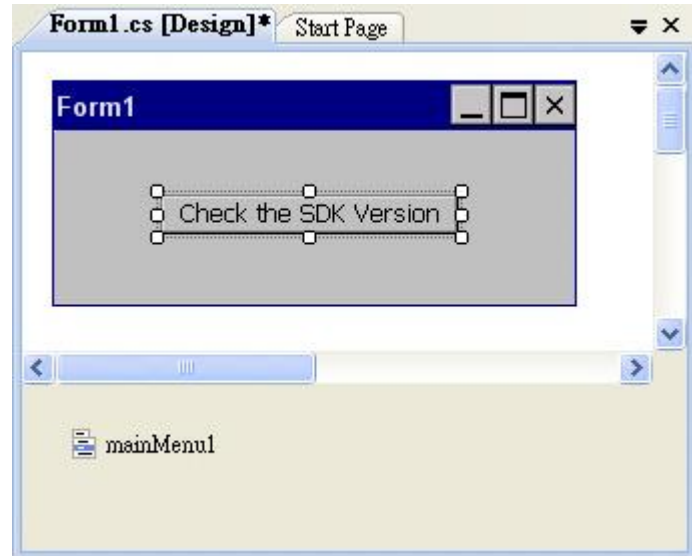 Form1.cs [Design]* Start Page
Form1
Check the SDK Version
mainMenu1